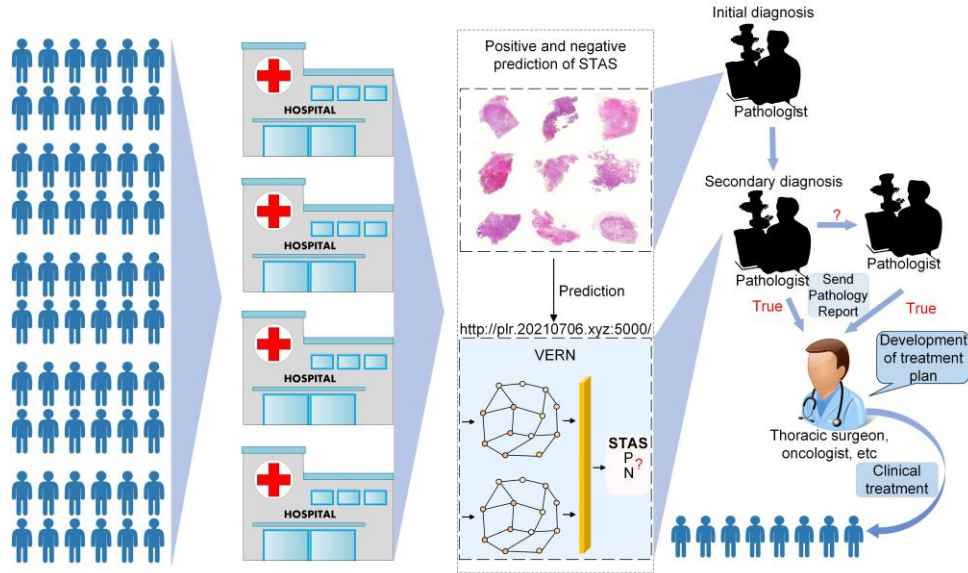 HOSPITAL
HOSPITAL
HOSPITAL
HOSPITAL
Positive and negative
prediction of STAS
Prediction
http://plr.20210706.xyz:5000/
VERN
STAS
P
N
?
Initial diagnosis
Pathologist
Secondary diagnosis
?
Pathologist
Pathologist
Send
Pathology
Report
True
True
Development
of treatment
plan
Thoracic surgeon,
oncologist, etc
Clinical
treatment